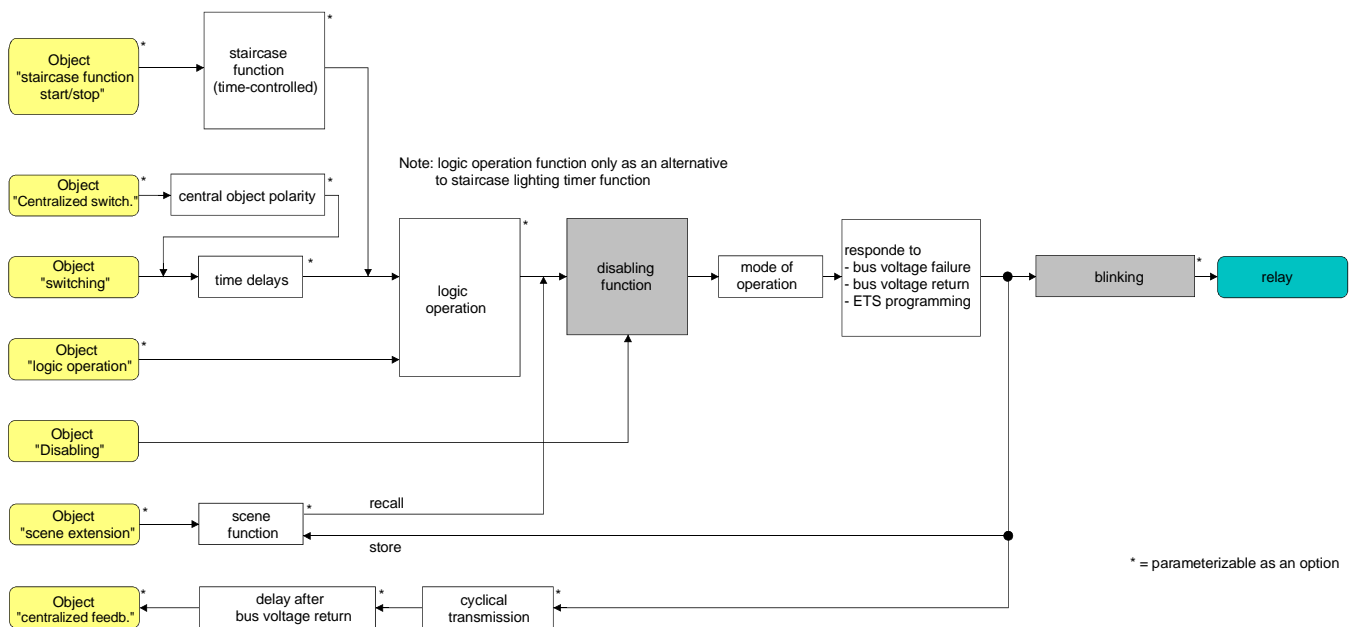 *
*
Object
"staircase function
start/stop"
staircase
function
(time-controlled)
Note: logic operation function only as an alternative
to staircase lighting timer function
*
*
Object
"Centralized switch."
central object polarity
*
*
Object
"switching"
time delays
*
logic
operation
disabling
function
mode of
operation
responde to
- bus voltage failure
- bus voltage return
- ETS programming
blinking
*
relay
*
Object
"logic operation"
Object
"Disabling"
*
Object
"scene extension"
*
scene
function
recall
store
* = parameterizable as an option
*
Object
"centralized feedb."
*
delay after
bus voltage return
*
cyclical
transmission